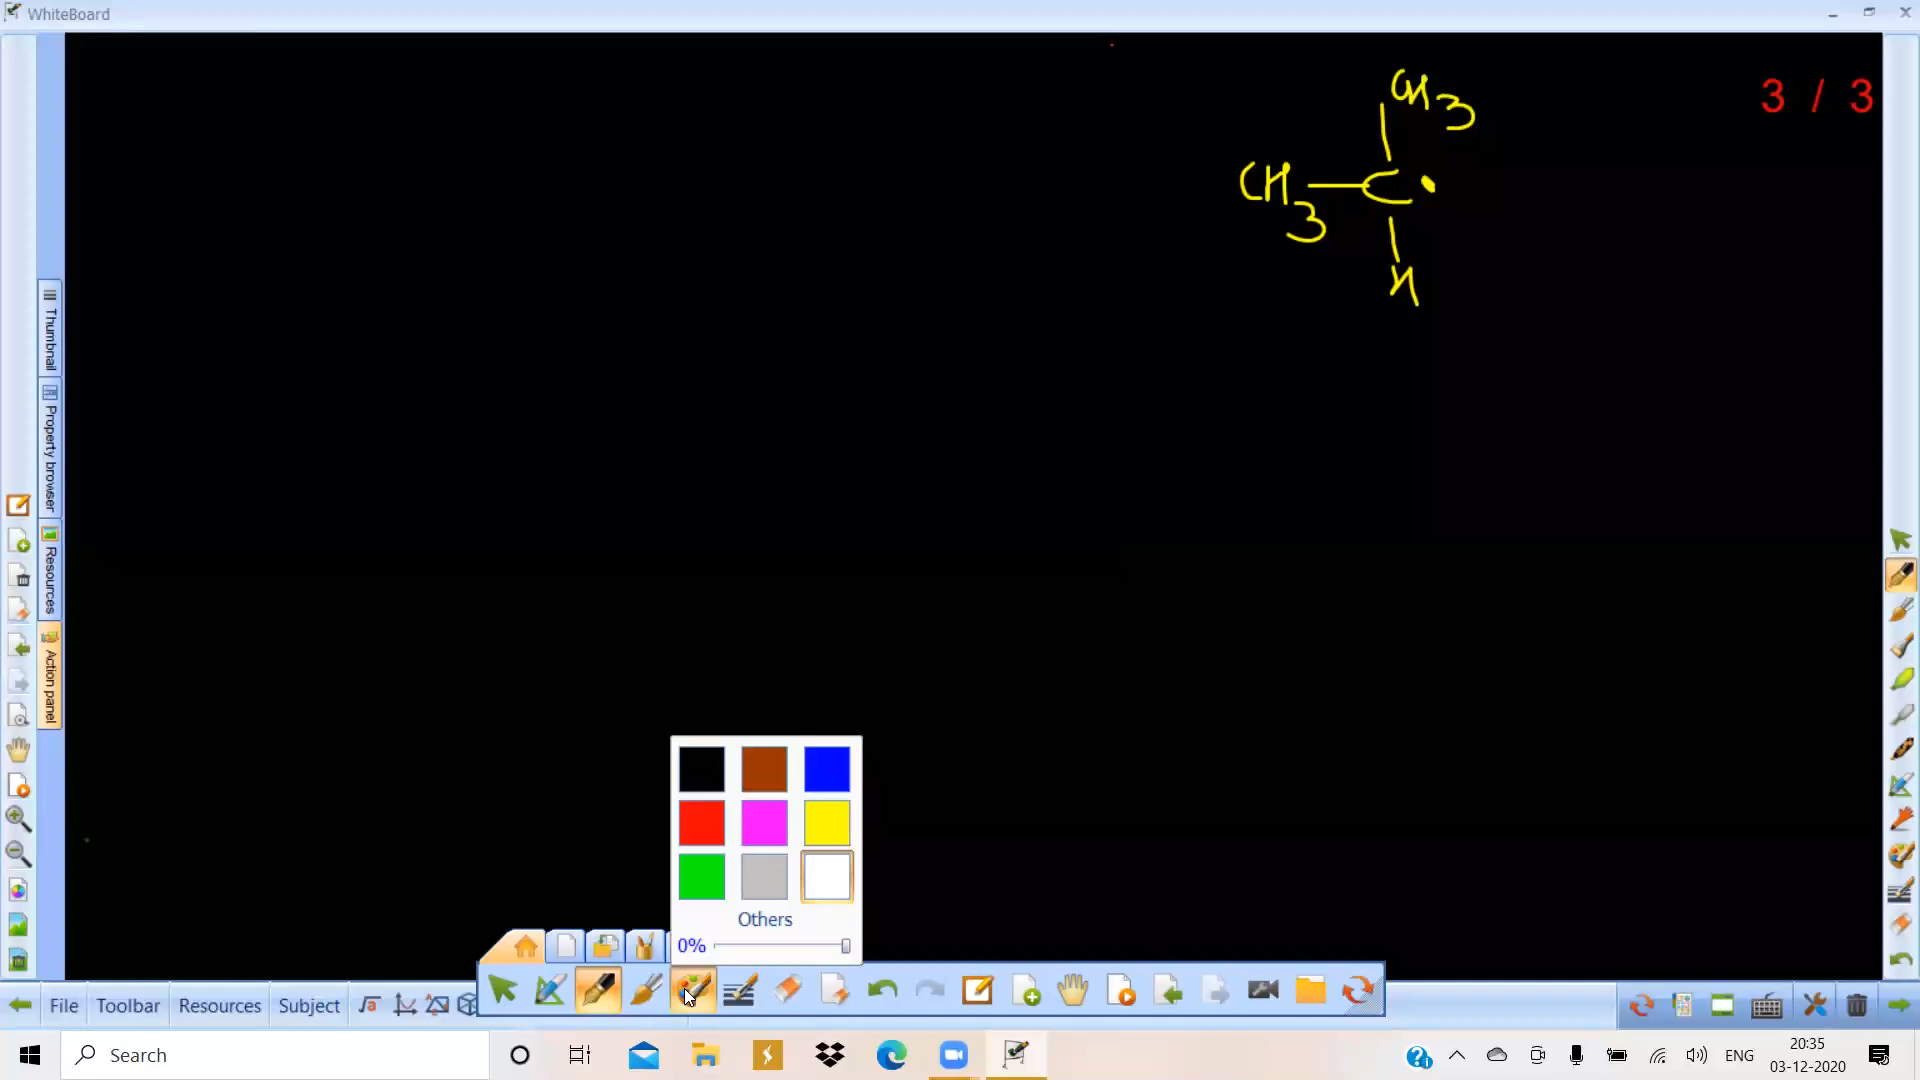 WhiteBoard
3 / 3
CH3
CH3 — C •
H
Thumbnail
Property browser
Resources
Action panel
Others
0%
File
Toolbar
Resources
Subject
Search
ENG
20:35
03-12-2020